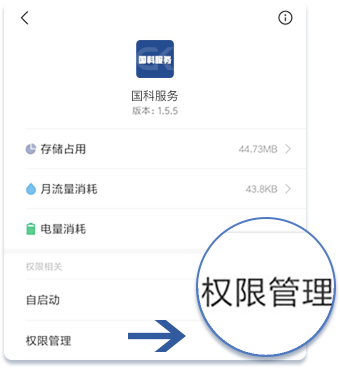 国科服务
国科服务
版本：1.5.5
存储占用
44.73MB
月流量消耗
43.8KB
电量消耗
权限相关
自启动
权限管理
权限管理